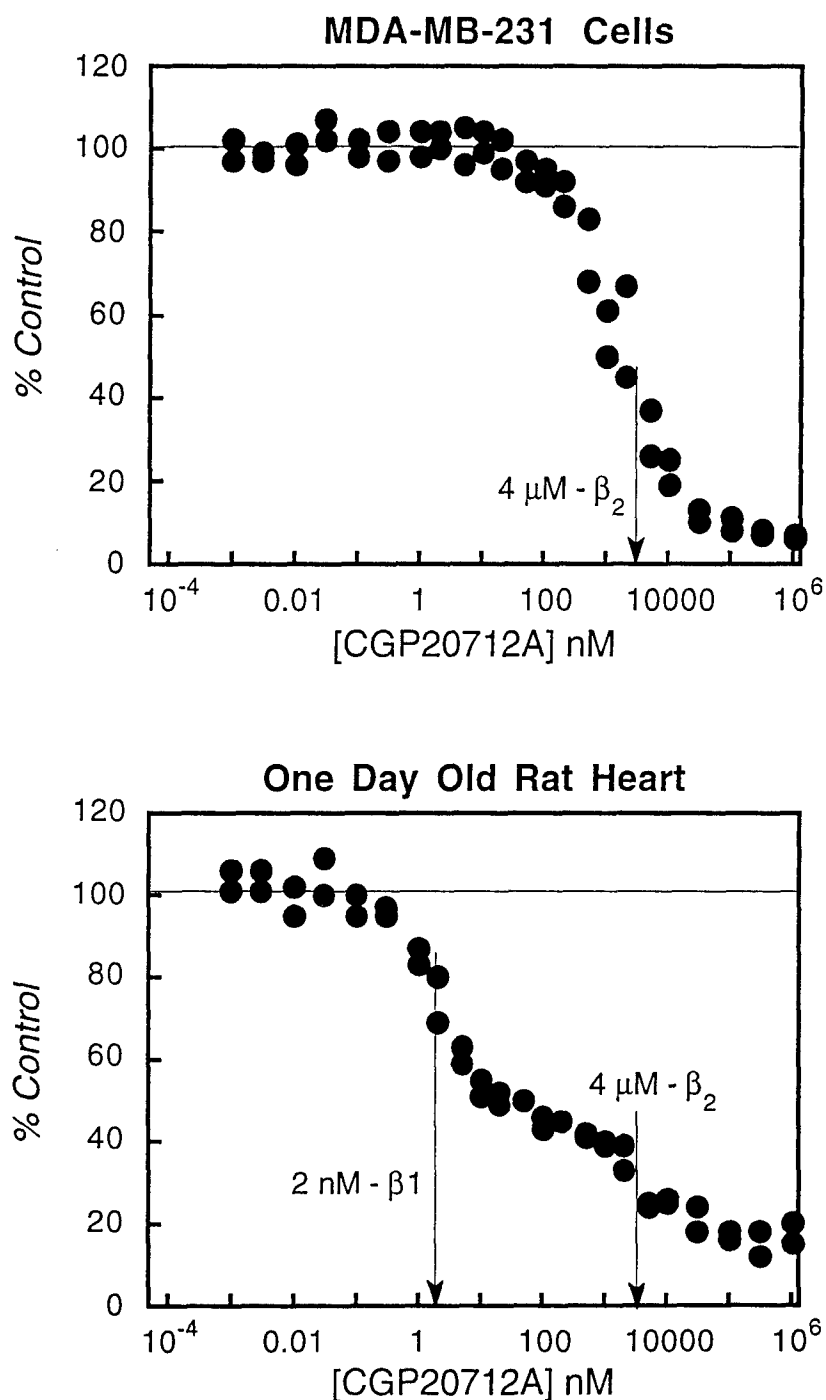 MDA-MB-231 Cells
120
100
80
60
40
20
0
% Control
4 μM - β₂
10⁻⁴ 0.01 1 100 10000 10⁶
[CGP20712A] nM
One Day Old Rat Heart
120
100
80
60
40
20
0
% Control
4 μM - β₂
2 nM - β1
10⁻⁴ 0.01 1 100 10000 10⁶
[CGP20712A] nM